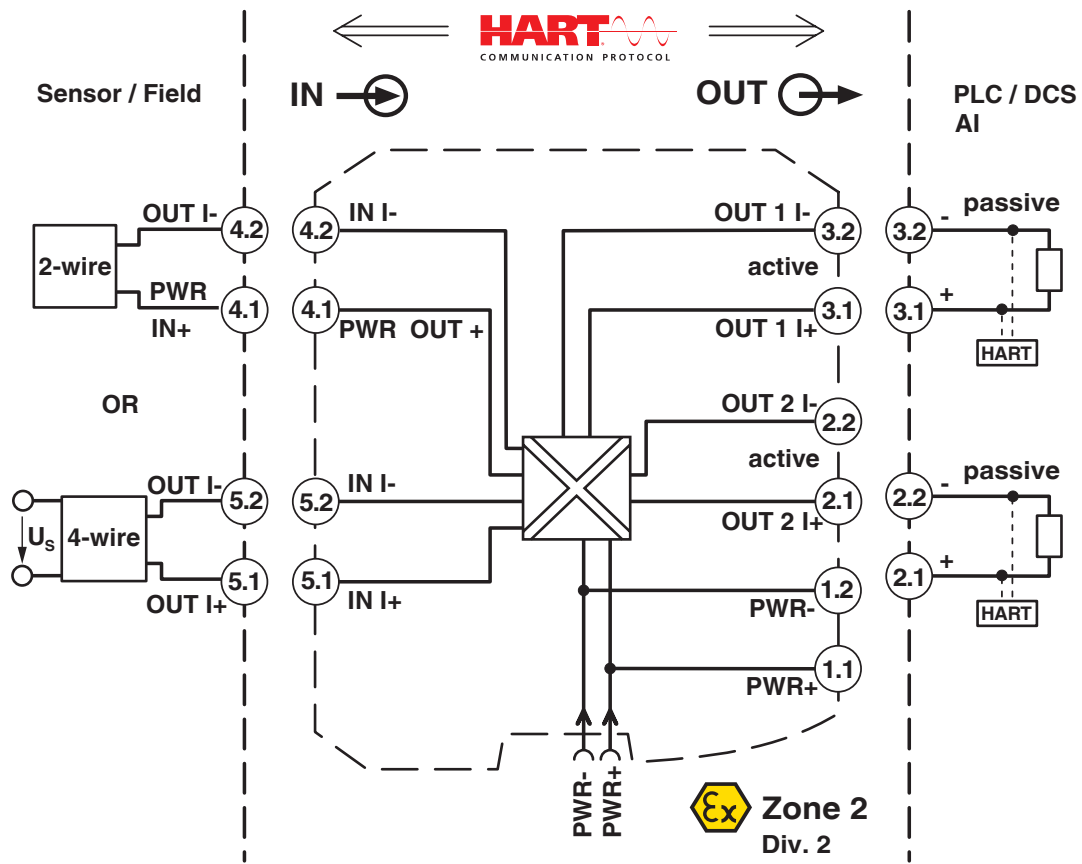 HART
COMMUNICATION PROTOCOL
Sensor / Field
IN
OUT
PLC / DCS
AI
OUT I-
4.2
2-wire
PWR
IN+
4.1
OR
OUT I-
5.2
Us
4-wire
OUT I+
5.1
4.2
IN I-
4.1
PWR OUT +
5.2
IN I-
5.1
IN I+
OUT 1 I-
3.2
active
3.1
OUT 1 I+
OUT 2 I-
2.2
active
2.1
OUT 2 I+
1.2
PWR-
1.1
PWR+
PWR-
PWR+
3.2
-
passive
3.1
+
HART
2.2
-
passive
2.1
+
HART
Ex
Zone 2
Div. 2